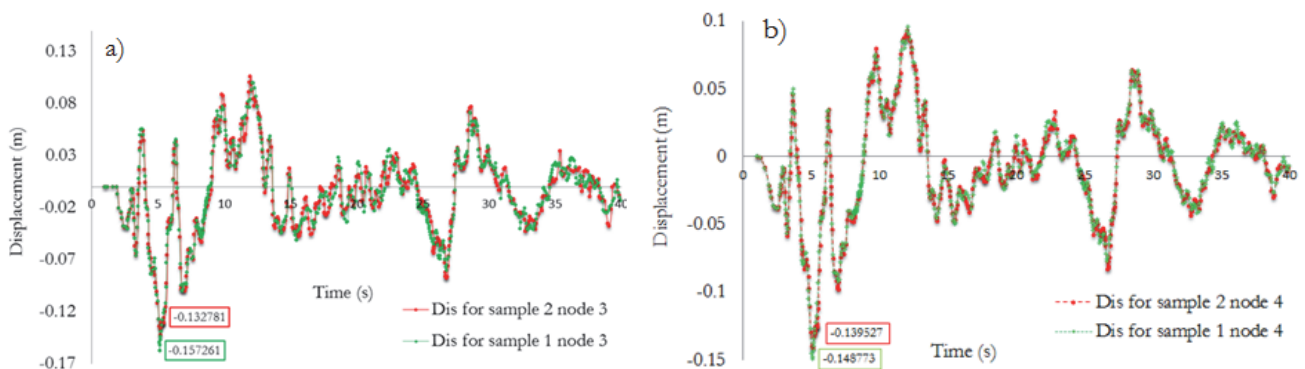 a)
0.13
0.08
0.03
-0.02
-0.07
-0.12
-0.17
Displacement (m)
0 5 10 15 20 25 30 35 40
Time (s)
-0.132781
-0.157261
Dis for sample 2 node 3
Dis for sample 1 node 3
b)
0.1
0.05
0
-0.05
-0.1
-0.15
Displacement (m)
0 5 10 15 20 25 30 35 40
Time (s)
-0.139527
-0.148773
Dis for sample 2 node 4
Dis for sample 1 node 4